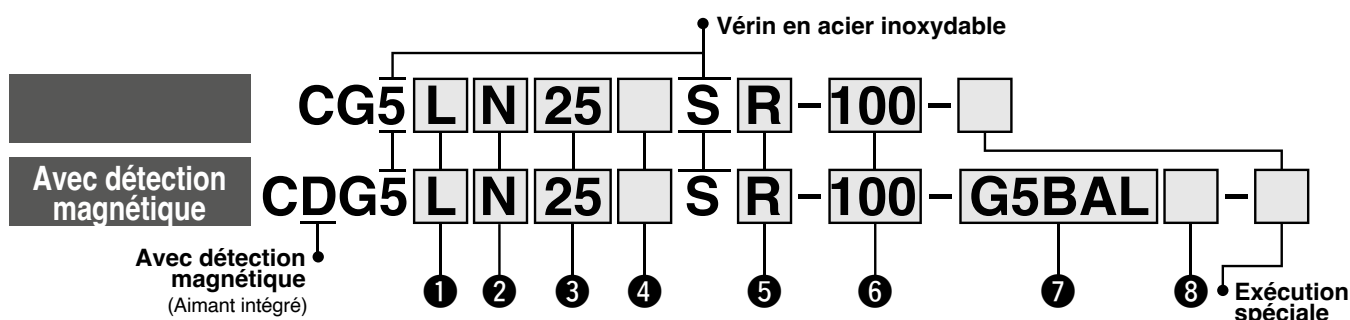 Vérin en acier inoxydable
CG5 L N 25 S R – 100 –
Avec détection
magnétique
CDG5 L N 25 S R – 100 – G5BAL –
Avec détection
magnétique
(Aimant intégré)
1 2 3 4 5 6 7 8
Exécution
spéciale